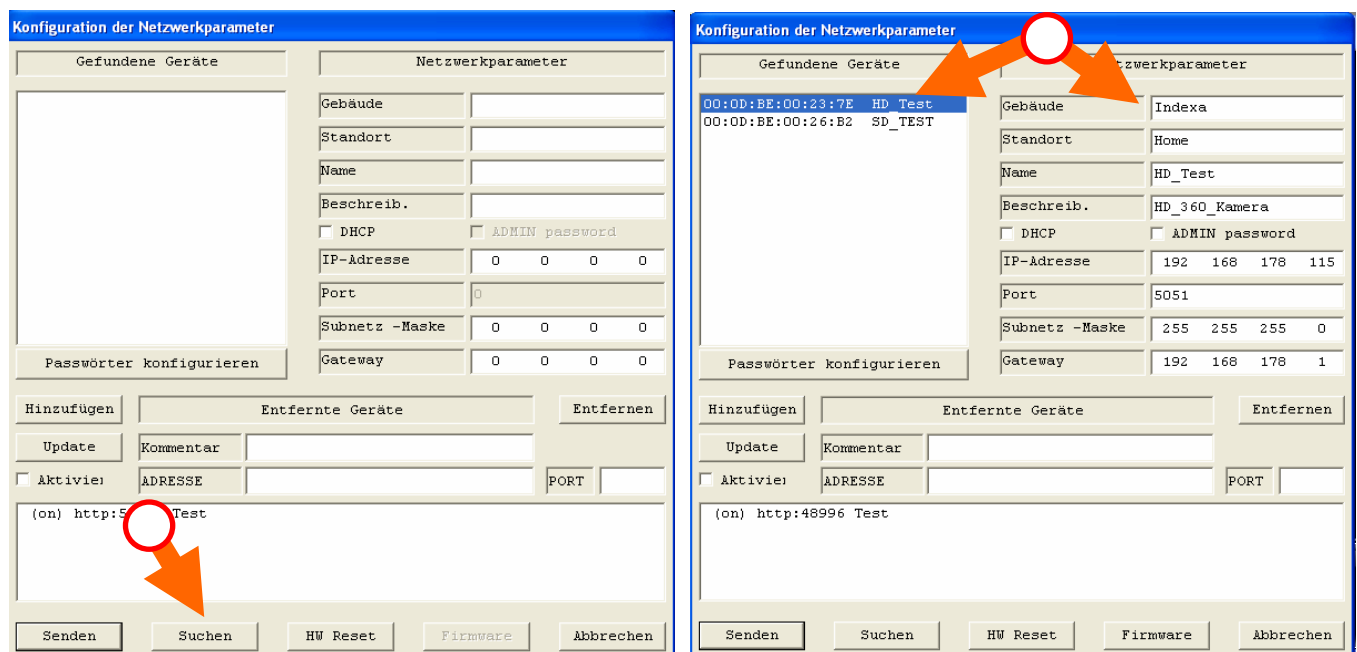 Konfiguration der Netzwerkparameter
Gefundene Geräte
Netzwerkparameter
Gebäude
Standort
Name
Beschreib.
DHCP ADMIN password
IP-Adresse 0 0 0 0
Port 0
Subnetz -Maske 0 0 0 0
Gateway 0 0 0 0
Passwörter konfigurieren
Hinzufügen Entfernte Geräte Entfernen
Update Kommentar
Aktivier ADRESSE PORT
(on) http:5 Test
Senden Suchen HW Reset Firmware Abbrechen
Konfiguration der Netzwerkparameter
Gefundene Geräte
tzwerkparameter
00:0D:BE:00:23:7E HD_Test
00:0D:BE:00:26:B2 SD_TEST
Gebäude Indexa
Standort Home
Name HD_Test
Beschreib. HD_360_Kamera
DHCP ADMIN password
IP-Adresse 192 168 178 115
Port 5051
Subnetz -Maske 255 255 255 0
Gateway 192 168 178 1
Passwörter konfigurieren
Hinzufügen Entfernte Geräte Entfernen
Update Kommentar
Aktivier ADRESSE PORT
(on) http:48996 Test
Senden Suchen HW Reset Firmware Abbrechen